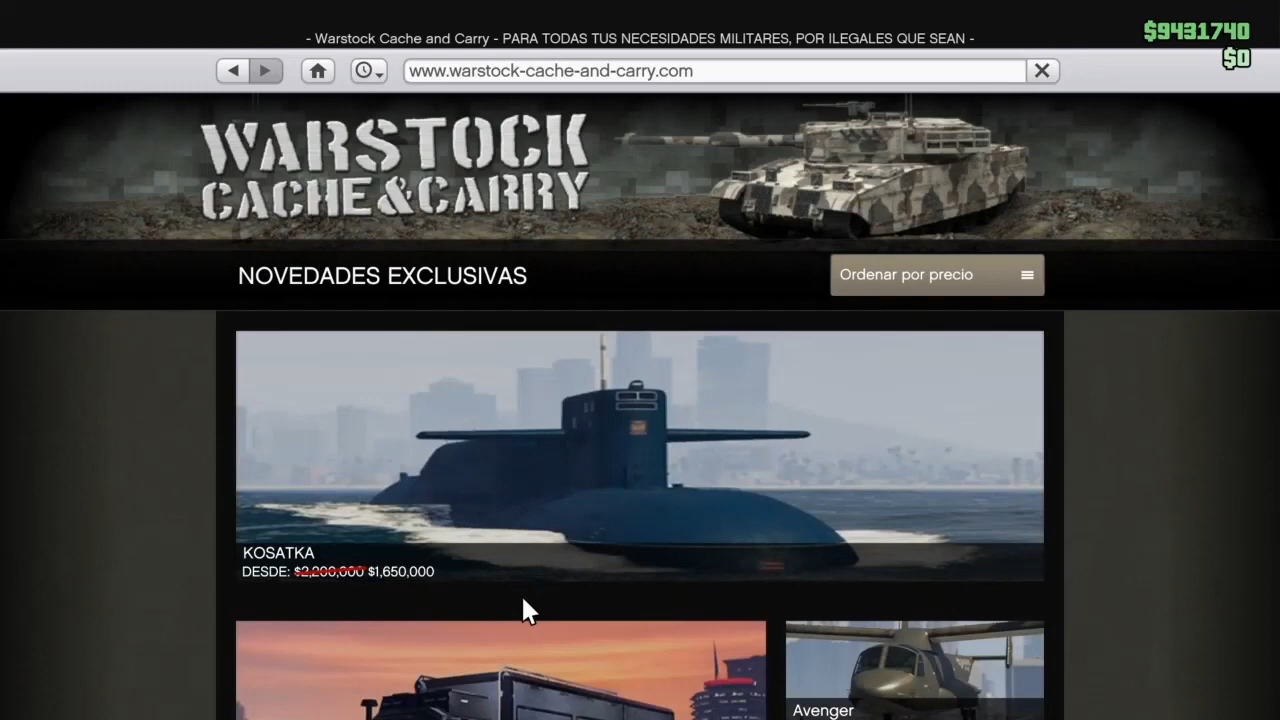 - Warstock Cache and Carry - PARA TODAS TUS NECESIDADES MILITARES, POR ILEGALES QUE SEAN -
$9431740
$0
www.warstock-cache-and-carry.com
WARSTOCK
CACHE&CARRY
NOVEDADES EXCLUSIVAS
Ordenar por precio
KOSATKA
DESDE: $2,200,000 $1,650,000
Avenger